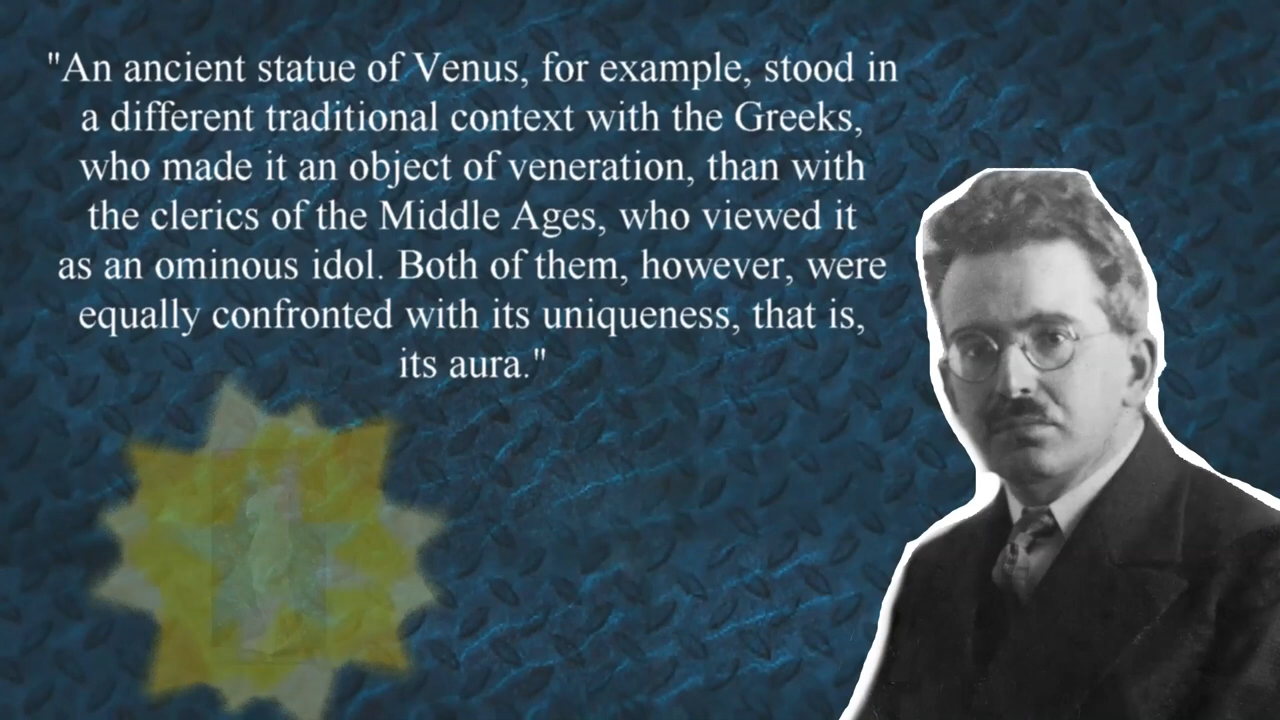 "An ancient statue of Venus, for example, stood in
a different traditional context with the Greeks,
who made it an object of veneration, than with
the clerics of the Middle Ages, who viewed it
as an ominous idol. Both of them, however, were
equally confronted with its uniqueness, that is,
its aura."